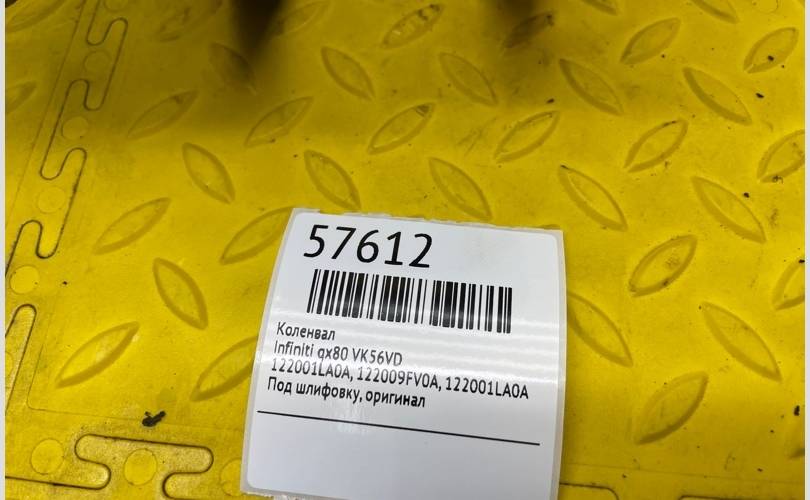 57612
Коленвал
Infiniti qx80 VK56VD
122001LA0A, 122009FV0A, 122001LA0A
Под шлифовку, оригинал